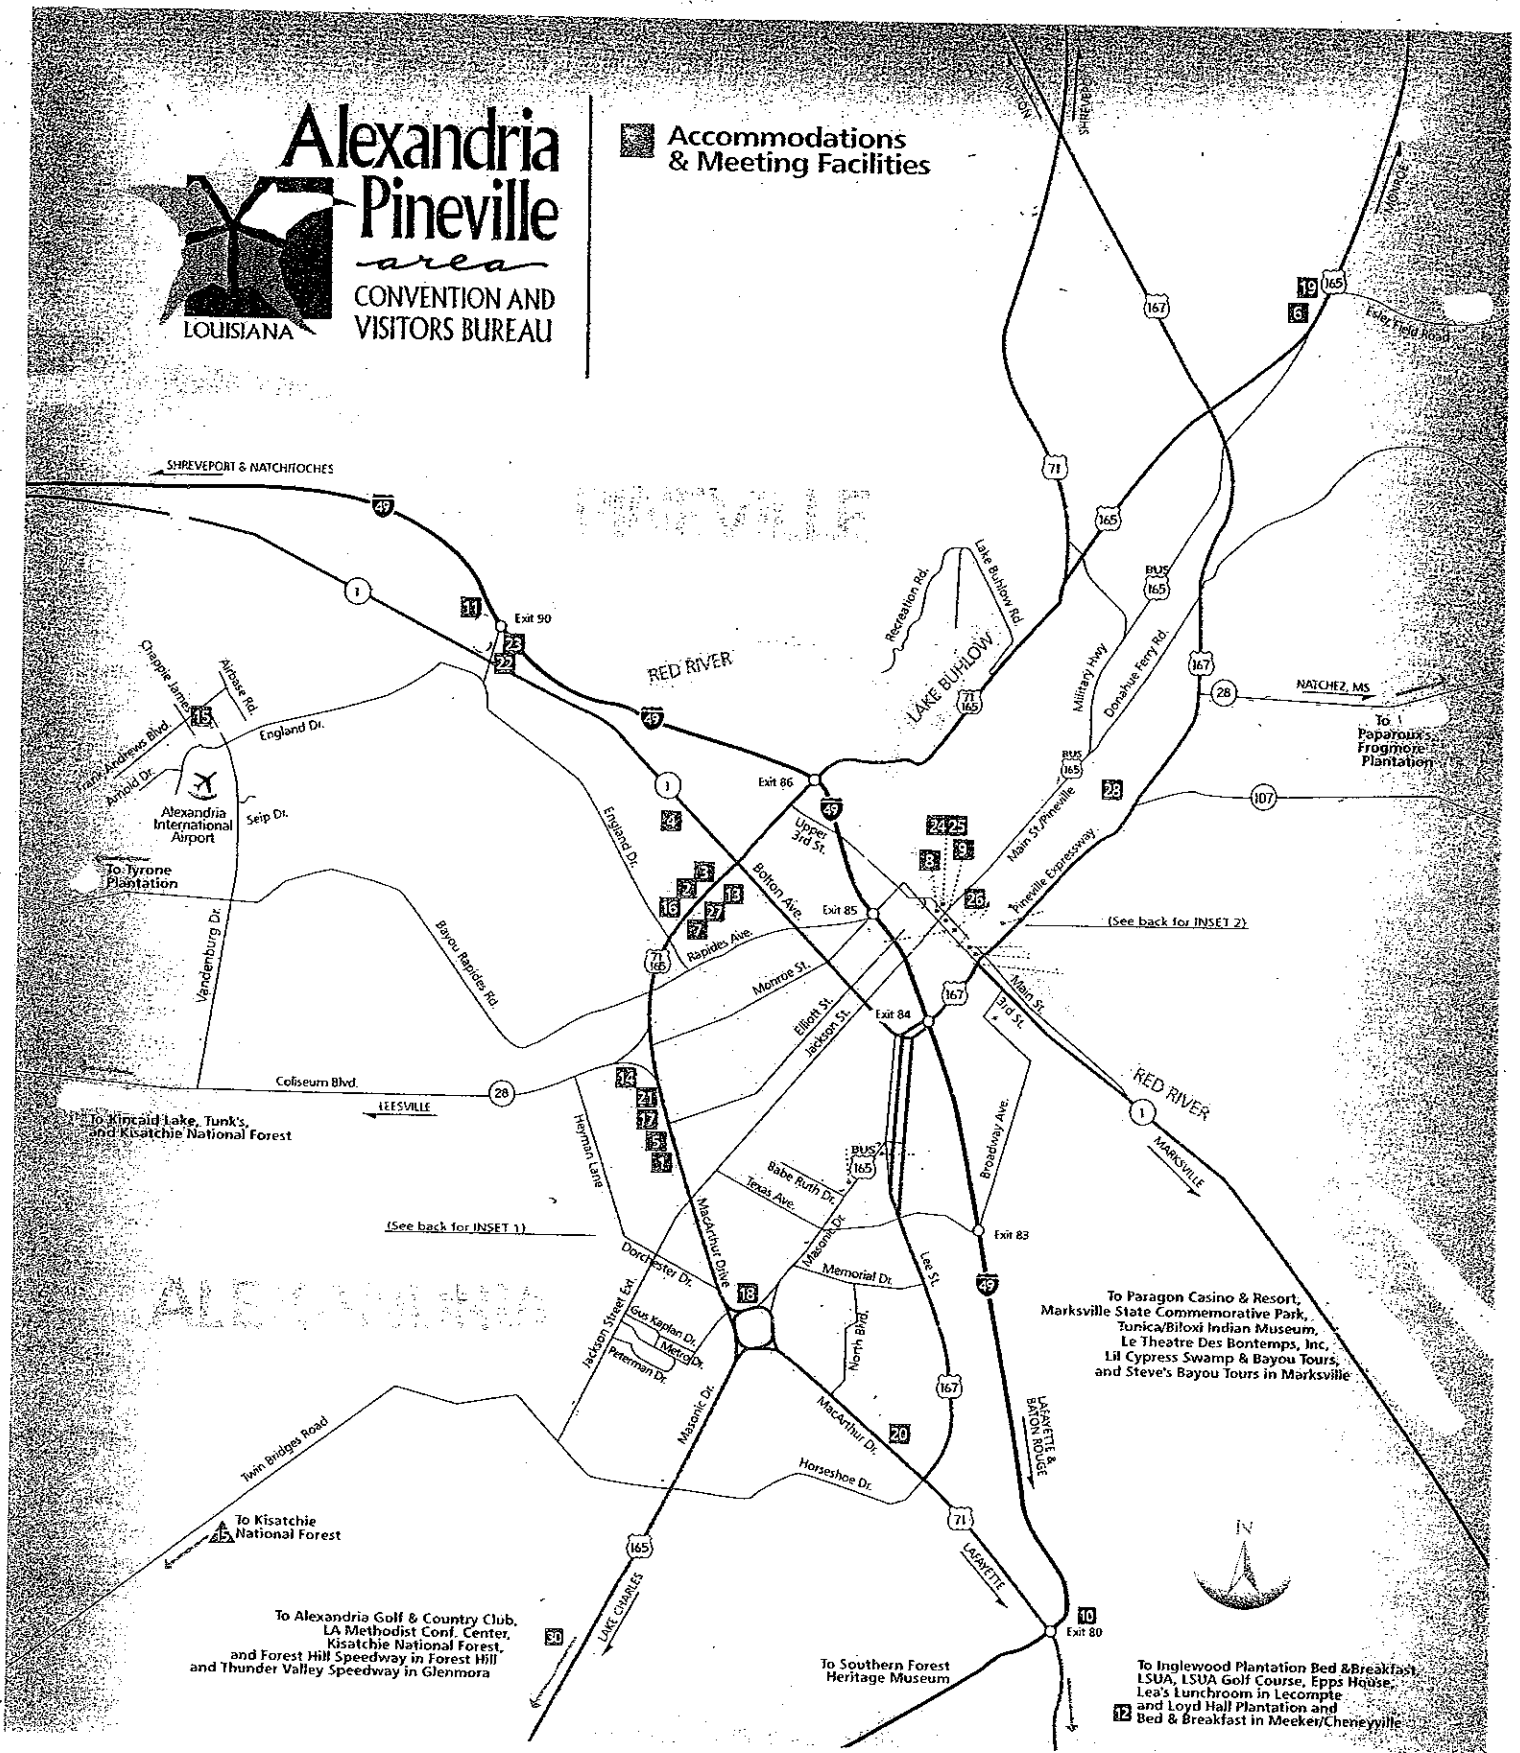 Alexandria
Pineville
area
CONVENTION AND
VISITORS BUREAU
LOUISIANA
Accommodations
& Meeting Facilities
SHREVEPORT
MONROE
167
19
165
6
Esler Field Road
SHREVEPORT & NATCHITOCHES
49
PINEVILLE
71
165
1
11
Exit 90
23
22
RED RIVER
Recreation Rd.
Lake Buhlow Rd.
LAKE BUHLOW
71
165
BUS
165
Military Hwy
Donahue Ferry Rd.
167
28
NATCHEZ, MS
To
Paparoux's
Frogmore
Plantation
Chappie James
Airbase Rd.
15
England Dr.
Arnold Dr.
Alexandria
International
Airport
Seip Dr.
49
Exit 86
1
4
49
BUS
165
28
107
Upper
3rd St.
24 25
8
9
26
Main St./Pineville
Pineville Expressway
England Dr.
To Tyrone
Plantation
3
2
13
16
27
7
Bolton Ave.
Exit 85
(See back for INSET 2)
Vandenburg Dr.
Bayou Rapides Rd.
71
165
Rapides Ave.
Monroe St.
Elliott St.
Jackson St.
Exit 84
167
Main St.
3rd St.
RED RIVER
1
MARKSVILLE
Coliseum Blvd.
28
LEESVILLE
To Kincaid Lake, Tunk's,
and Kisatchie National Forest
14
21
17
5
1
Heyman Lane
BUS
165
Babe Ruth Dr.
Texas Ave.
Masonic Dr.
Broadway Ave.
(See back for INSET 1)
MacArthur Drive
Dorchester Dr.
Memorial Dr.
Lee St.
Exit 83
49
ALEXANDRIA
18
Jackson Street Ext.
Gus Kaplan Dr.
Metro Dr.
Peterman Dr.
North Blvd.
To Paragon Casino & Resort,
Marksville State Commemorative Park,
Tunica/Biloxi Indian Museum,
Le Theatre Des Bontemps, Inc,
Lil Cypress Swamp & Bayou Tours,
and Steve's Bayou Tours in Marksville
167
Masonic Dr.
MacArthur Dr.
20
LAFAYETTE &
BATON ROUGE
Twin Bridges Road
Horseshoe Dr.
15
To Kisatchie
National Forest
165
LAKE CHARLES
71
LAFAYETTE
N
To Alexandria Golf & Country Club,
LA Methodist Conf. Center,
Kisatchie National Forest,
and Forest Hill Speedway in Forest Hill
and Thunder Valley Speedway in Glenmora
30
10
Exit 80
To Southern Forest
Heritage Museum
To Inglewood Plantation Bed & Breakfast,
LSUA, LSUA Golf Course, Epps House,
Lea's Lunchroom in Lecompte
12
and Loyd Hall Plantation and
Bed & Breakfast in Meeker/Cheneyville